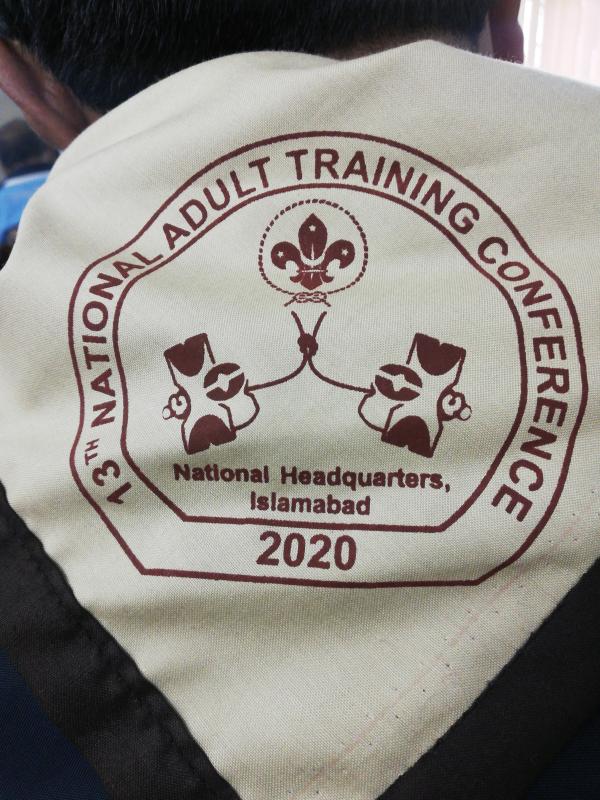 13TH NATIONAL ADULT TRAINING CONFERENCE
National Headquarters,
Islamabad
2020